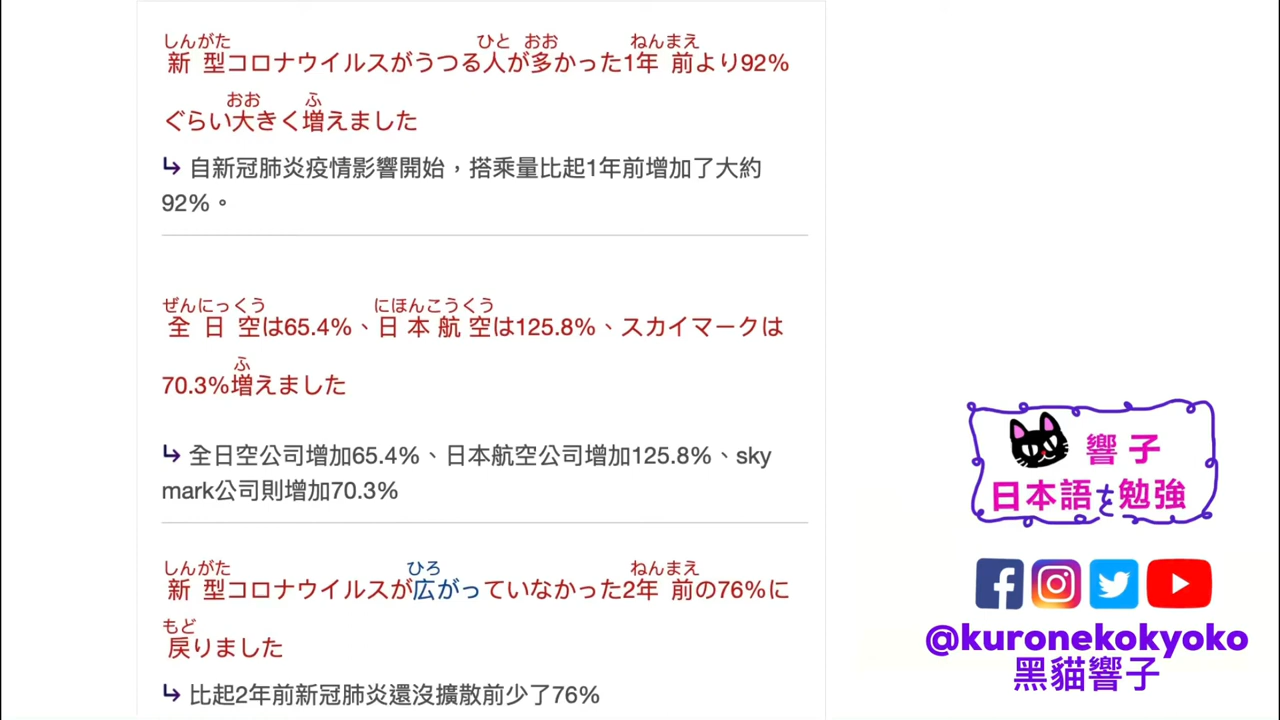 しんがた ひと おお ねんまえ
新型コロナウイルスがうつる人が多かった1年前より92%
おお ふ
ぐらい大きく増えました
↳ 自新冠肺炎疫情影響開始，搭乘量比起1年前增加了大約
92%。
ぜんにっくう にほんこうくう
全日空は65.4%、日本航空は125.8%、スカイマークは
ふ
70.3%増えました
↳ 全日空公司增加65.4%、日本航空公司增加125.8%、sky
mark公司則增加70.3%
しんがた ひろ ねんまえ
新型コロナウイルスが広がっていなかった2年前の76%に
もど
戻りました
↳ 比起2年前新冠肺炎還沒擴散前少了76%
響子
日本語を勉強
@kuronekokyoko
黑貓響子